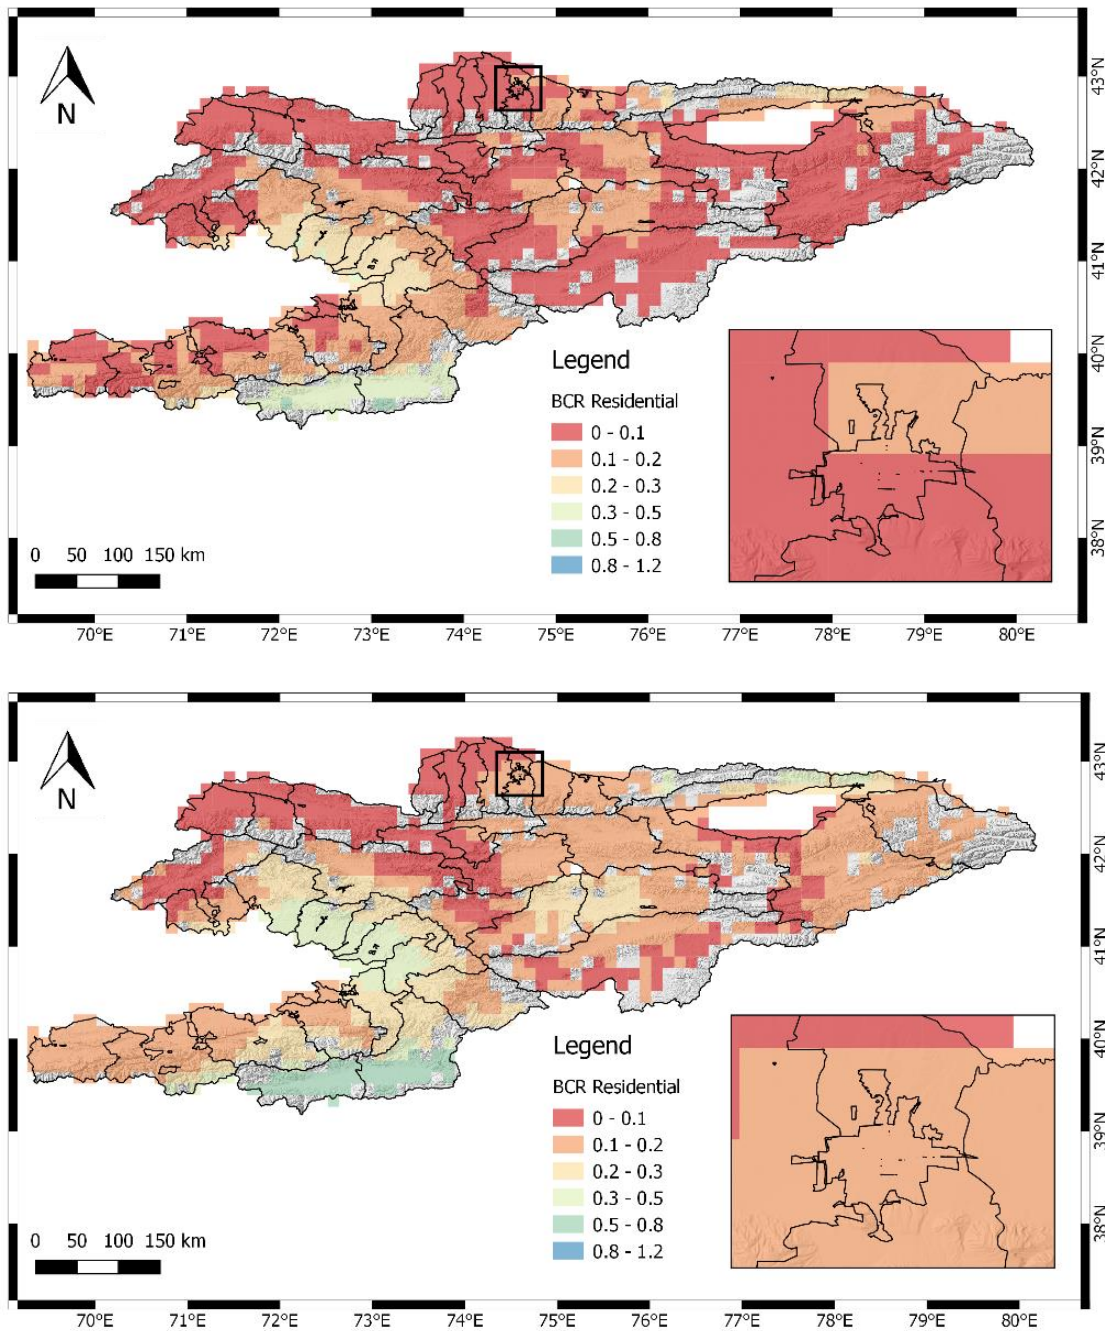 N
43°N
42°N
41°N
40°N
39°N
38°N
Legend
BCR Residential
0 - 0.1
0.1 - 0.2
0.2 - 0.3
0.3 - 0.5
0.5 - 0.8
0.8 - 1.2
0 50 100 150 km
70°E 71°E 72°E 73°E 74°E 75°E 76°E 77°E 78°E 79°E 80°E
N
43°N
42°N
41°N
40°N
39°N
38°N
Legend
BCR Residential
0 - 0.1
0.1 - 0.2
0.2 - 0.3
0.3 - 0.5
0.5 - 0.8
0.8 - 1.2
0 50 100 150 km
70°E 71°E 72°E 73°E 74°E 75°E 76°E 77°E 78°E 79°E 80°E